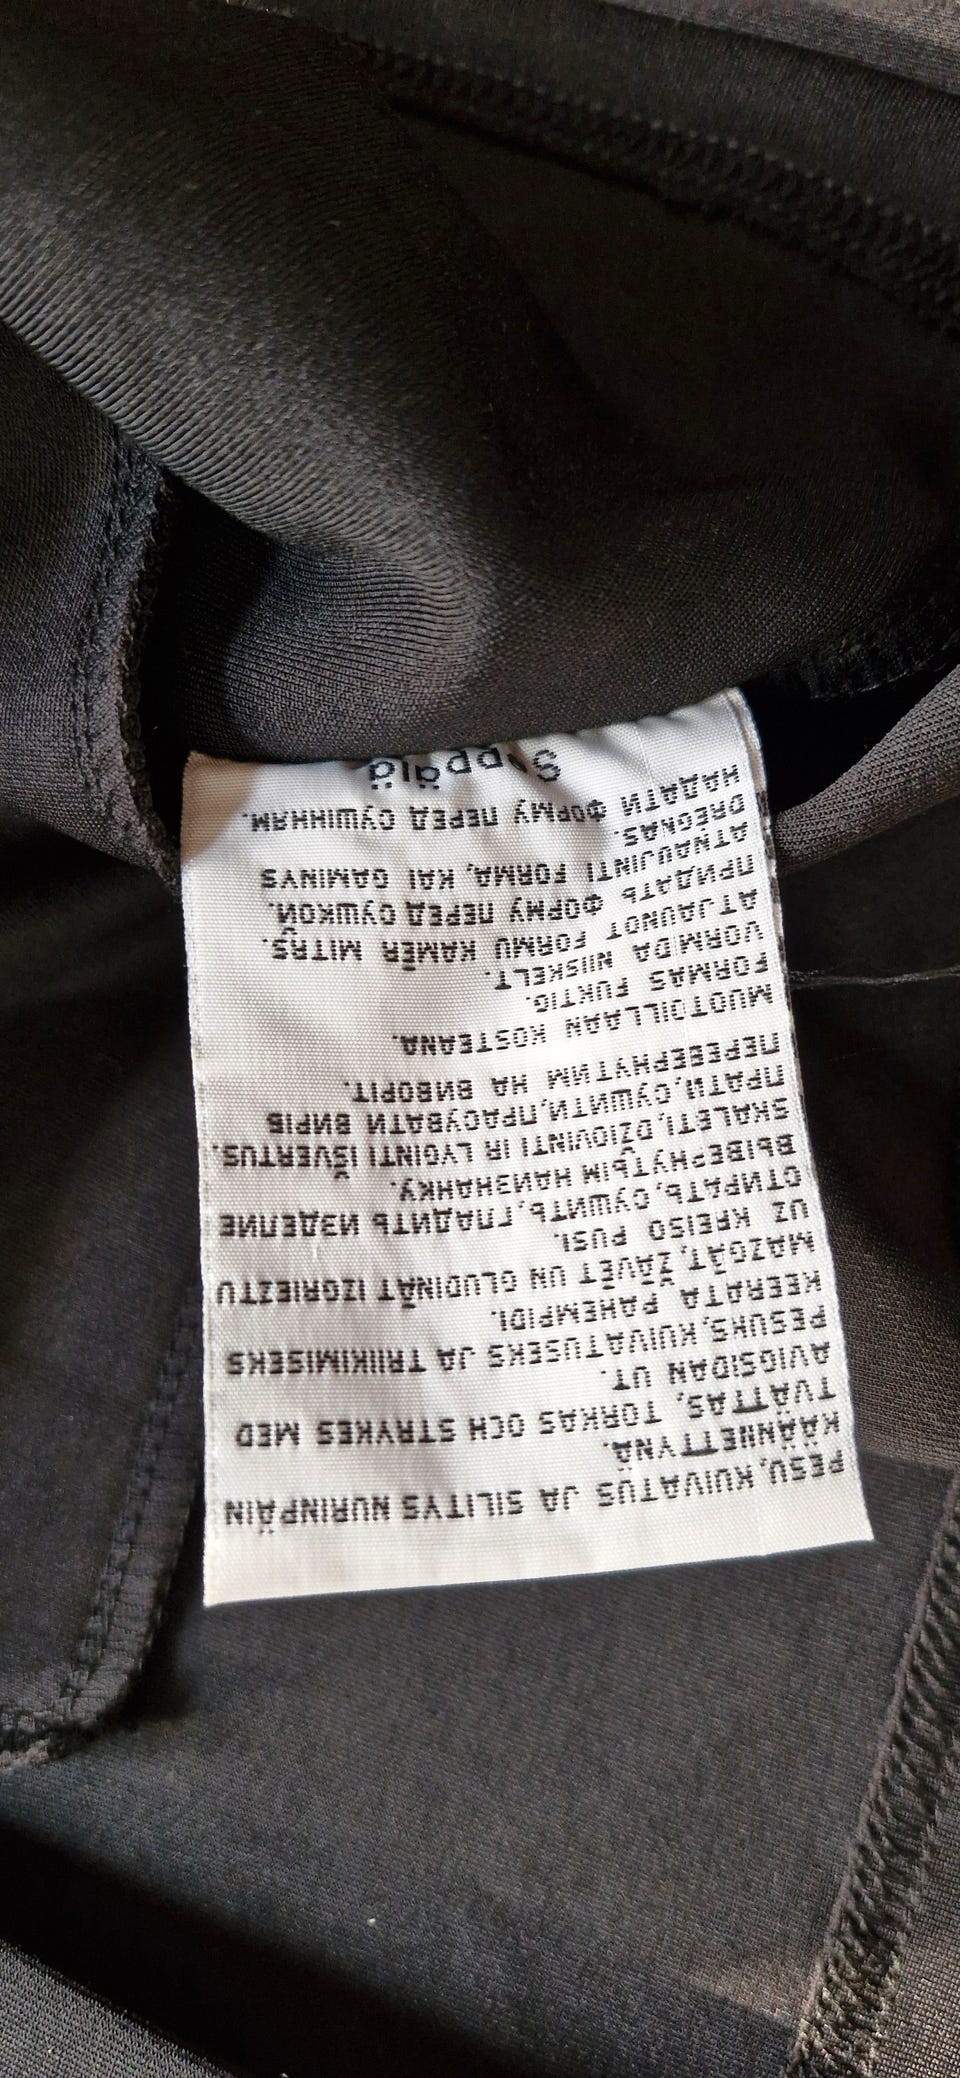 PESU, KUIVATUS JA SILITYS NURINPÄIN
KÄÄNNETTYNÄ.
TVÄTTAS, TORKAS OCH STRYKES MED
AVIGSIDAN UT.
PESUKS, KUIVATUSEKS JA TRIIKIMISEKS
KEERATA PAHEMPIDI.
MAZGĀT, ŽĀVĒT UN GLUDINĀT IZGRIEZTU
UZ KREISO PUSI.
СТИРАТЬ, СУШИТЬ, ГЛАДИТЬ ИЗДЕЛИЕ
ВЫВЕРНУТЫМ НАИЗНАНКУ.
SKALBTI, DŽIOVINTI IR LYGINTI IŠVERTUS.
ПРАТИ, СУШИТИ, ПРАСУВАТИ ВИРІБ
ПЕРЕВЕРНУТИМ НА ВИВОРІТ.
MUOTOILLAAN KOSTEANA.
FORMAS FUKTIG.
VORMIDA NIISKELT.
ATJAUNOT FORMU KAMĒR MITRS.
ПРИДАТЬ ФОРМУ ПЕРЕД СУШКОЙ.
ATNAUJINTI FORMA, KAI GAMINYS
DRĖGNAS.
НАДАТИ ФОРМУ ПЕРЕД СУШІННЯМ.
Seppälä